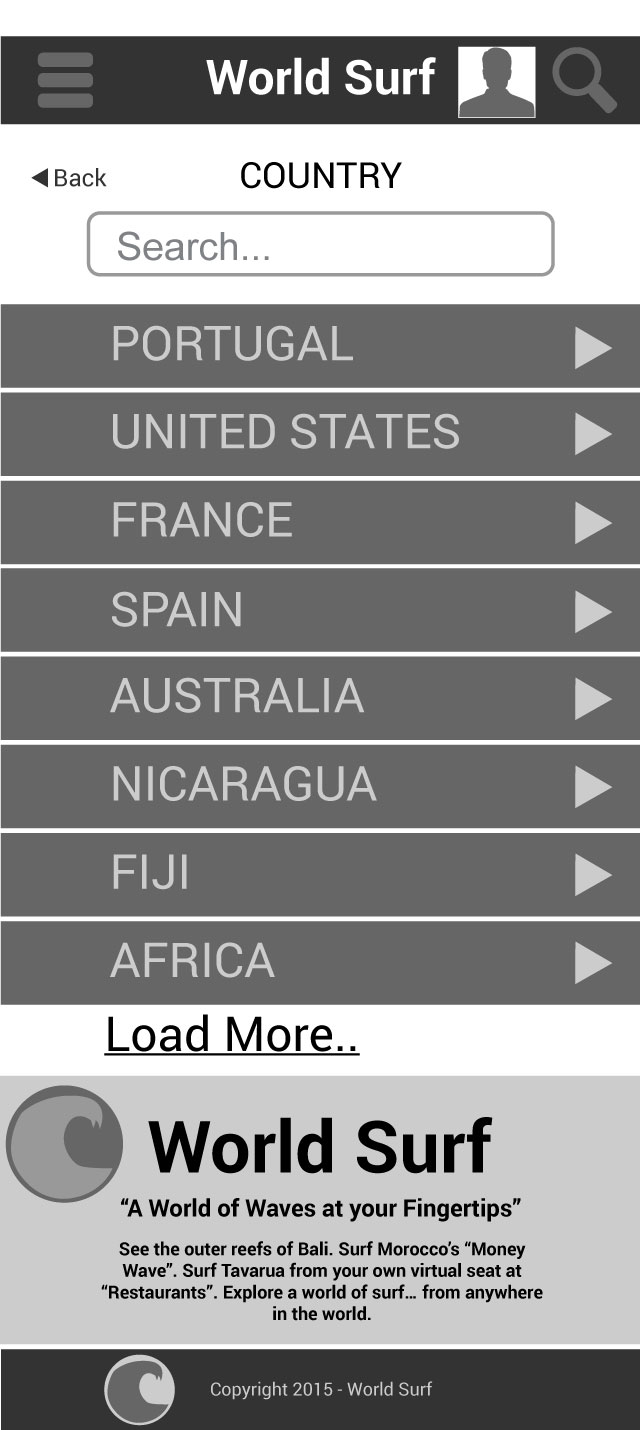 World Surf
Back
COUNTRY
Search...
PORTUGAL
UNITED STATES
FRANCE
SPAIN
AUSTRALIA
NICARAGUA
FIJI
AFRICA
Load More..
World Surf
“A World of Waves at your Fingertips”
See the outer reefs of Bali. Surf Morocco’s “Money
Wave”. Surf Tavarua from your own virtual seat at
“Restaurants”. Explore a world of surf... from anywhere
in the world.
Copyright 2015 - World Surf